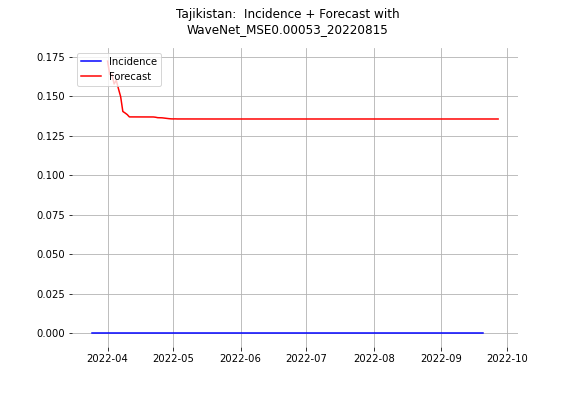 Tajikistan:  Incidence + Forecast with
WaveNet_MSE0.00053_20220815
Incidence
Forecast
0.175
0.150
0.125
0.100
0.075
0.050
0.025
0.000
2022-04 2022-05 2022-06 2022-07 2022-08 2022-09 2022-10